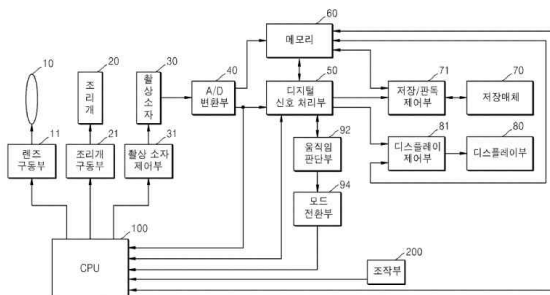 60
메모리
10
20
조리개
30
촬상 소자
40
A/D
변환부
50
디지털
신호 처리부
71
저장/판독
제어부
70
저장매체
11
렌즈
구동부
21
조리개
구동부
31
촬상 소자
제어부
92
움직임
판단부
81
디스플레이
제어부
80
디스플레이부
94
모드
전환부
100
CPU
200
조작부